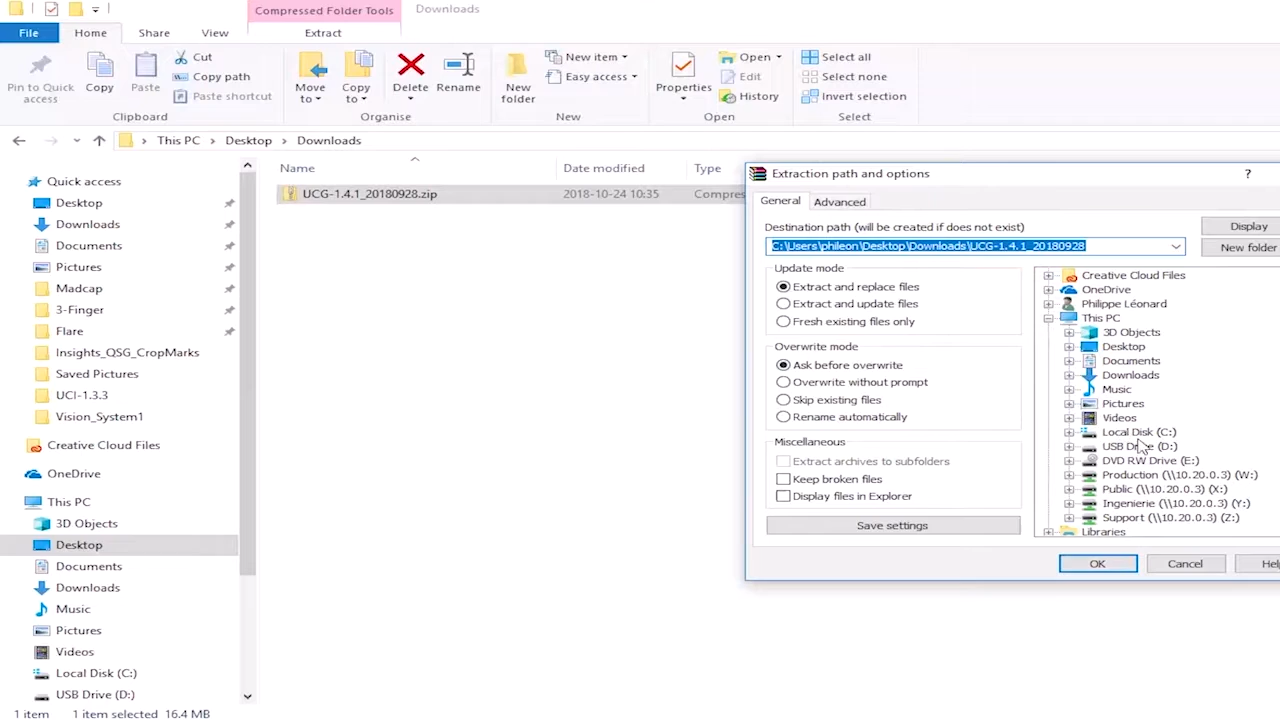 Compressed Folder Tools
Downloads
File
Home
Share
View
Extract
Pin to Quick access
Copy
Paste
Cut
Copy path
Paste shortcut
Clipboard
Move to
Copy to
Delete
Rename
Organise
New folder
New item
Easy access
New
Properties
Open
Edit
History
Open
Select all
Select none
Invert selection
Select
This PC > Desktop > Downloads
Quick access
Desktop
Downloads
Documents
Pictures
Madcap
3-Finger
Flare
Insights_QSG_CropMarks
Saved Pictures
UCI-1.3.3
Vision_System1
Creative Cloud Files
OneDrive
This PC
3D Objects
Desktop
Documents
Downloads
Music
Pictures
Videos
Local Disk (C:)
USB Drive (D:)
Name
Date modified
Type
UCG-1.4.1_20180928.zip
2018-10-24 10:35
Compres
Extraction path and options
?
General
Advanced
Destination path (will be created if does not exist)
Display
C:\Users\phileon\Desktop\Downloads\UCG-1.4.1_20180928
New folder
Update mode
Extract and replace files
Extract and update files
Fresh existing files only
Overwrite mode
Ask before overwrite
Overwrite without prompt
Skip existing files
Rename automatically
Miscellaneous
Extract archives to subfolders
Keep broken files
Display files in Explorer
Save settings
Creative Cloud Files
OneDrive
Philippe Léonard
This PC
3D Objects
Desktop
Documents
Downloads
Music
Pictures
Videos
Local Disk (C:)
USB Drive (D:)
DVD RW Drive (E:)
Production (\\10.20.0.3) (W:)
Public (\\10.20.0.3) (X:)
Ingenierie (\\10.20.0.3) (Y:)
Support (\\10.20.0.3) (Z:)
Libraries
OK
Cancel
Help
1 item
1 item selected
16.4 MB